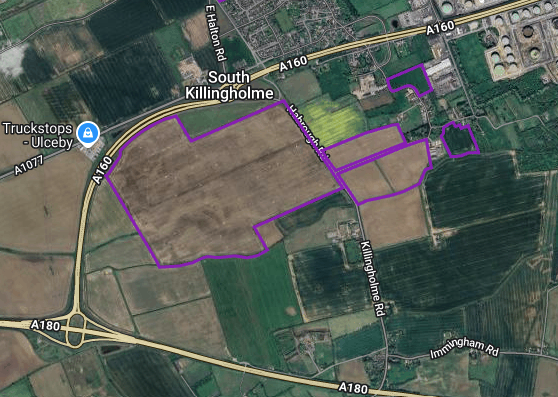 E Halton Rd
A160
A160
South
Killingholme
Habrough Rd
Truckstops
- Ulceby
A1077
A160
Killingholme Rd
A180
Immingham Rd
A180